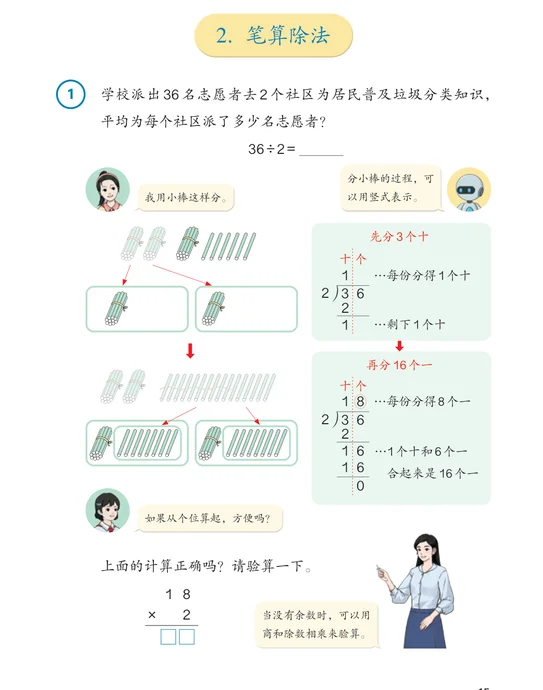 2. 笔算除法
1 学校派出36名志愿者去2个社区为居民普及垃圾分类知识，
平均为每个社区派了多少名志愿者？
36÷2=______
我用小棒这样分。
分小棒的过程，可
以用竖式表示。
先分3个十
十 个
1 …每份分得1个十
2)3 6
2
1 …剩下1个十
再分16个一
十 个
1 8 …每份分得8个一
2)3 6
2
1 6 …1个十和6个一
1 6 合起来是16个一
0
如果从个位算起，方便吗？
上面的计算正确吗？请验算一下。
1 8
× 2
□□
当没有余数时，可以用
商和除数相乘来验算。